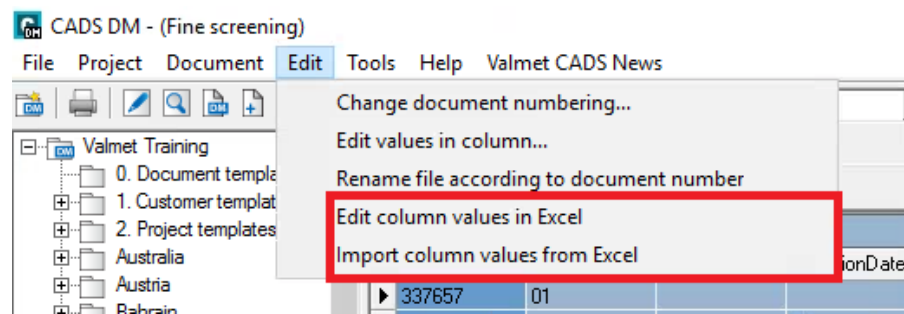 CADS DM - (Fine screening)
File Project Document Edit Tools Help Valmet CADS News
Change document numbering...
Edit values in column...
Rename file according to document number
Edit column values in Excel
Import column values from Excel
Valmet Training
0. Document templa
1. Customer templat
2. Project templates
Australia
Austria
Bahrain
ionDate
337657 01